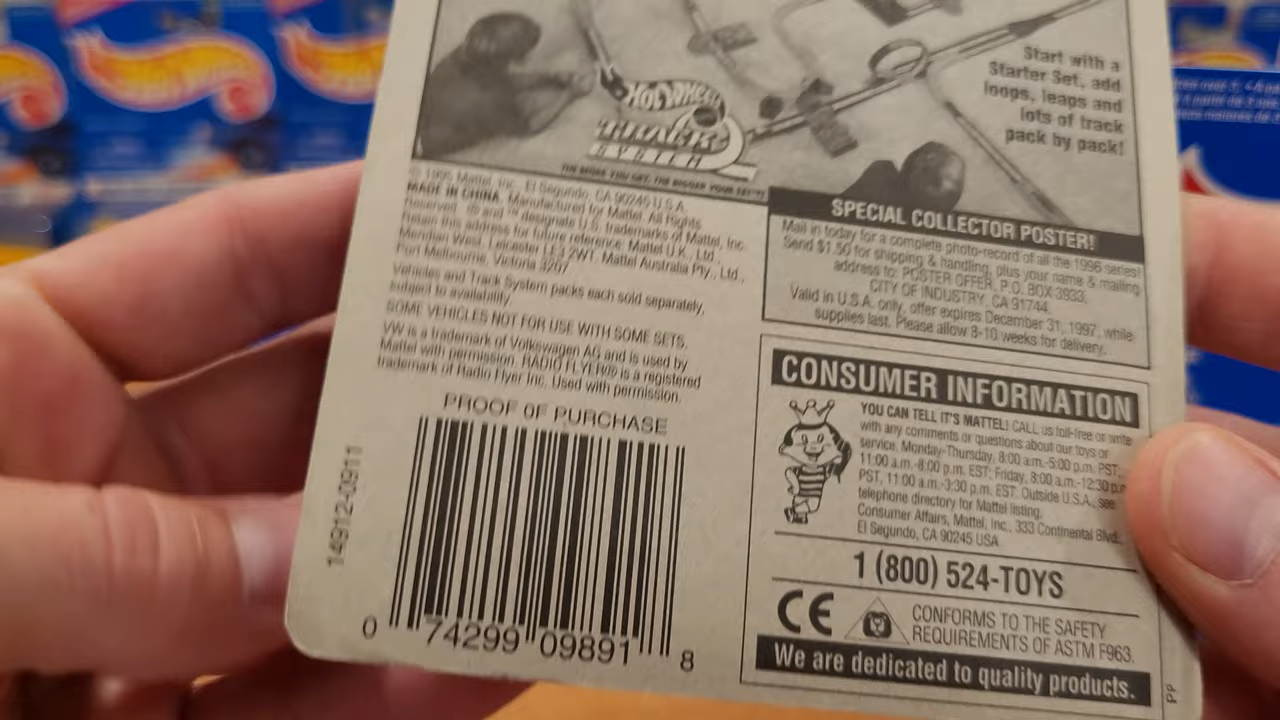 HOT WHEELS
HOT WHEELS
HOT WHEELS
TRACK
SYSTEM
THE MORE YOU GET, THE BIGGER YOUR SET!™
Start with a
Starter Set, add
loops, leaps and
lots of track
pack by pack!
© 1995, Mattel, Inc., El Segundo, CA 90245 U.S.A.
MADE IN CHINA. Manufactured for Mattel. All Rights
Reserved. ® and ™ designate U.S. trademarks of Mattel, Inc.
Retain this address for future reference: Mattel U.K., Ltd.,
Meridian West, Leicester LE3 2WT. Mattel Australia Pty., Ltd.,
Port Melbourne, Victoria 3207.
Vehicles and Track System packs each sold separately,
subject to availability.
SOME VEHICLES NOT FOR USE WITH SOME SETS.
VW is a trademark of Volkswagen AG and is used by
Mattel with permission. RADIO FLYER® is a registered
trademark of Radio Flyer Inc. Used with permission.
PROOF OF PURCHASE
14912-0911
0 74299 09891 8
SPECIAL COLLECTOR POSTER!
Mail in today for a complete photo-record of all the 1996 series!
Send $1.50 for shipping & handling, plus your name & mailing
address to: POSTER OFFER, P.O. BOX 3933,
CITY OF INDUSTRY, CA 91744.
Valid in U.S.A. only, offer expires December 31, 1997, while
supplies last. Please allow 8-10 weeks for delivery.
CONSUMER INFORMATION
YOU CAN TELL IT'S MATTEL! CALL us toll-free or write
with any comments or questions about our toys or
service. Monday-Thursday, 8:00 a.m.-5:00 p.m. PST;
11:00 a.m.-8:00 p.m. EST; Friday, 8:00 a.m.-12:30 p.m
PST, 11:00 a.m.-3:30 p.m. EST. Outside U.S.A., see
telephone directory for Mattel listing.
Consumer Affairs, Mattel, Inc., 333 Continental Blvd.,
El Segundo, CA 90245 USA
1 (800) 524-TOYS
CE
CONFORMS TO THE SAFETY
REQUIREMENTS OF ASTM F963.
We are dedicated to quality products.
PP